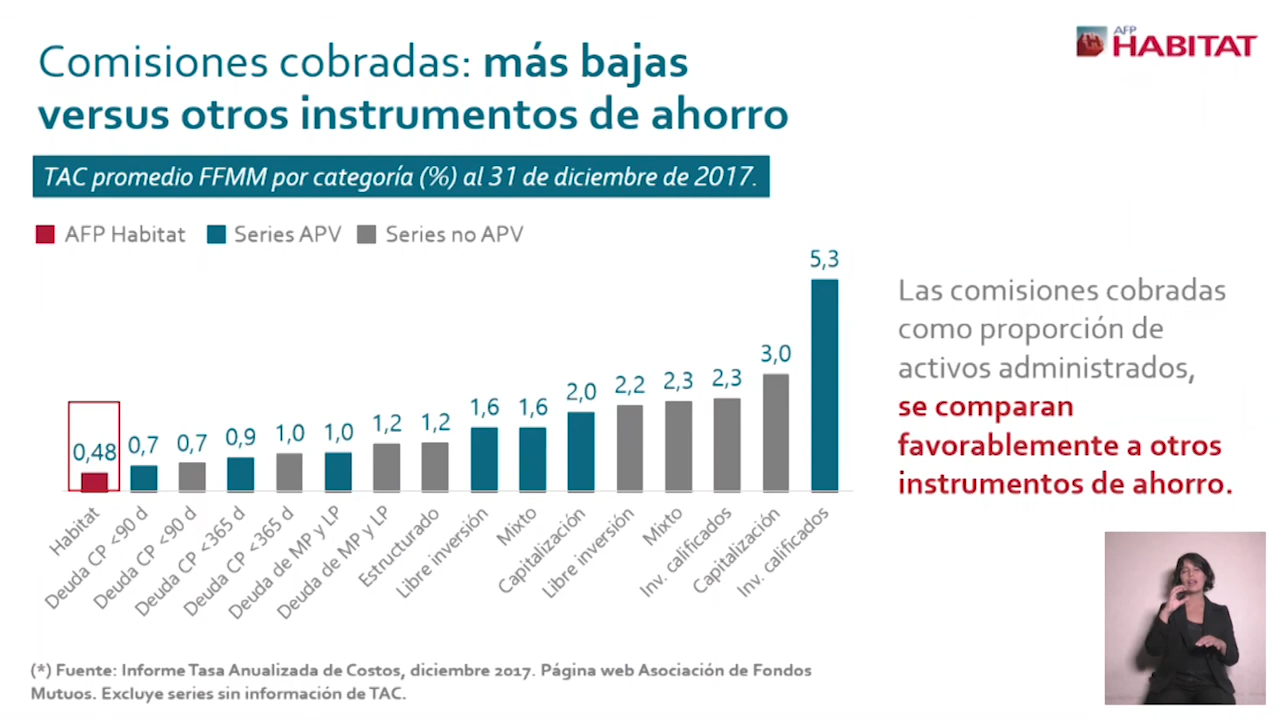 Comisiones cobradas: más bajas
versus otros instrumentos de ahorro
AFP
HABITAT
TAC promedio FFMM por categoría (%) al 31 de diciembre de 2017.
AFP Habitat
Series APV
Series no APV
0,48
0,7
0,7
0,9
1,0
1,0
1,2
1,2
1,6
1,6
2,0
2,2
2,3
2,3
3,0
5,3
Habitat
Deuda CP <90 d
Deuda CP <90 d
Deuda CP <365 d
Deuda CP <365 d
Deuda de MP y LP
Deuda de MP y LP
Estructurado
Libre inversión
Mixto
Capitalización
Libre inversión
Mixto
Inv. calificados
Capitalización
Inv. calificados
Las comisiones cobradas
como proporción de
activos administrados,
se comparan
favorablemente a otros
instrumentos de ahorro.
(*) Fuente: Informe Tasa Anualizada de Costos, diciembre 2017. Página web Asociación de Fondos
Mutuos. Excluye series sin información de TAC.